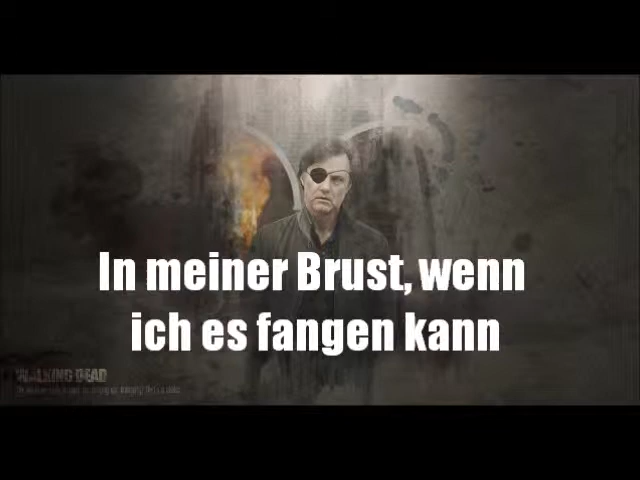 In meiner Brust, wenn
ich es fangen kann
WALKING DEAD